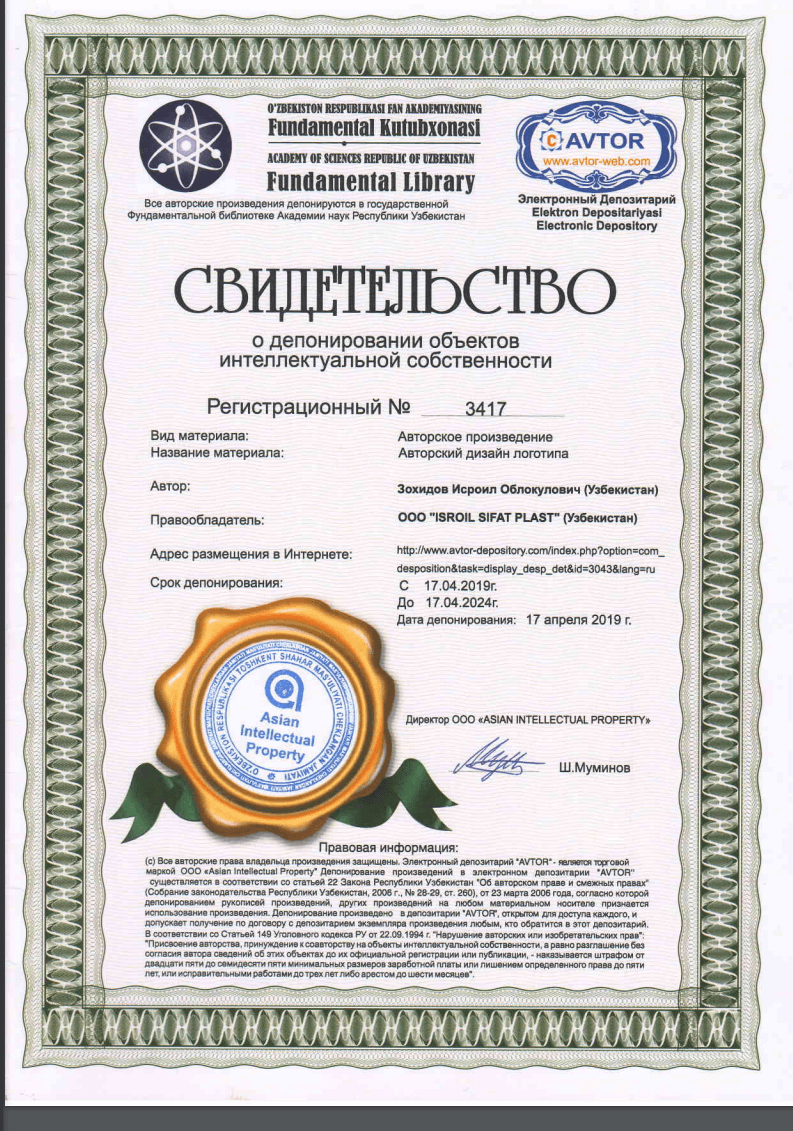 O'ZBEKISTON RESPUBLIKASI FAN AKADEMIYASINING
Fundamental Kutubxonasi
ACADEMY OF SCIENCES REPUBLIC OF UZBEKISTAN
Fundamental Library
Все авторские произведения депонируются в государственной
Фундаментальной библиотеке Академии наук Республики Узбекистан
©AVTOR
www.avtor-web.com
Электронный Депозитарий
Elektron Depozitariyasi
Electronic Depository
СВИДЕТЕЛЬСТВО
о депонировании объектов
интеллектуальной собственности
Регистрационный № 3417
Вид материала: Авторское произведение
Название материала: Авторский дизайн логотипа
Автор: Зохидов Исроил Облокулович (Узбекистан)
Правообладатель: ООО "ISROIL SIFAT PLAST" (Узбекистан)
Адрес размещения в Интернете: http://www.avtor-depository.com/index.php?option=com_
desposition&task=display_desp_det&id=3043&lang=ru
Срок депонирования: С 17.04.2019г.
До 17.04.2024г.
Дата депонирования: 17 апреля 2019 г.
O'ZBEKISTON RESPUBLIKASI TOSHKENT SHAHAR MAS'ULIYATI CHEKLANGAN JAMIYATI
Asian
Intellectual
Property
Директор ООО «ASIAN INTELLECTUAL PROPERTY»
Ш.Муминов
Правовая информация:
(с) Все авторские права владельца произведения защищены. Электронный депозитарий "AVTOR"- является торговой
маркой ООО «Asian Intellectual Property" Депонирование произведений в электронном депозитарии "AVTOR"
существляется в соответствии со статьей 22 Закона Республики Узбекистан "Об авторском праве и смежных правах"
(Собрание законодательства Республики Узбекистан, 2006 г., № 28-29, ст. 260), от 23 марта 2006 года, согласно которой
депонированием рукописей произведений, других произведений на любом материальном носителе признается
использование произведения. Депонирование произведено в депозитарии "AVTOR", открытом для доступа каждого, и
допускает получение по договору с депозитарием экземпляра произведения любым, кто обратится в этот депозитарий.
В соответствии со Статьей 149 Уголовного кодекса РУ от 22.09.1994 г. "Нарушение авторских или изобретательских прав":
"Присвоение авторства, принуждение к соавторству на объекты интеллектуальной собственности, а равно разглашение без
согласия автора сведений об этих объектах до их официальной регистрации или публикации, - наказывается штрафом от
двадцати пяти до семидесяти пяти минимальных размеров заработной платы или лишением определенного права до пяти
лет, или исправительными работами до трех лет либо арестом до шести месяцев".